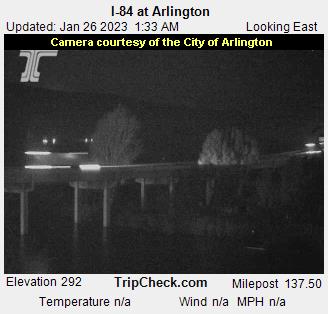 I-84 at Arlington
Updated: Jan 26 2023 1:33 AM Looking East
Camera courtesy of the City of Arlington
Elevation 292 TripCheck.com Milepost 137.50
Temperature n/a Wind n/a MPH n/a